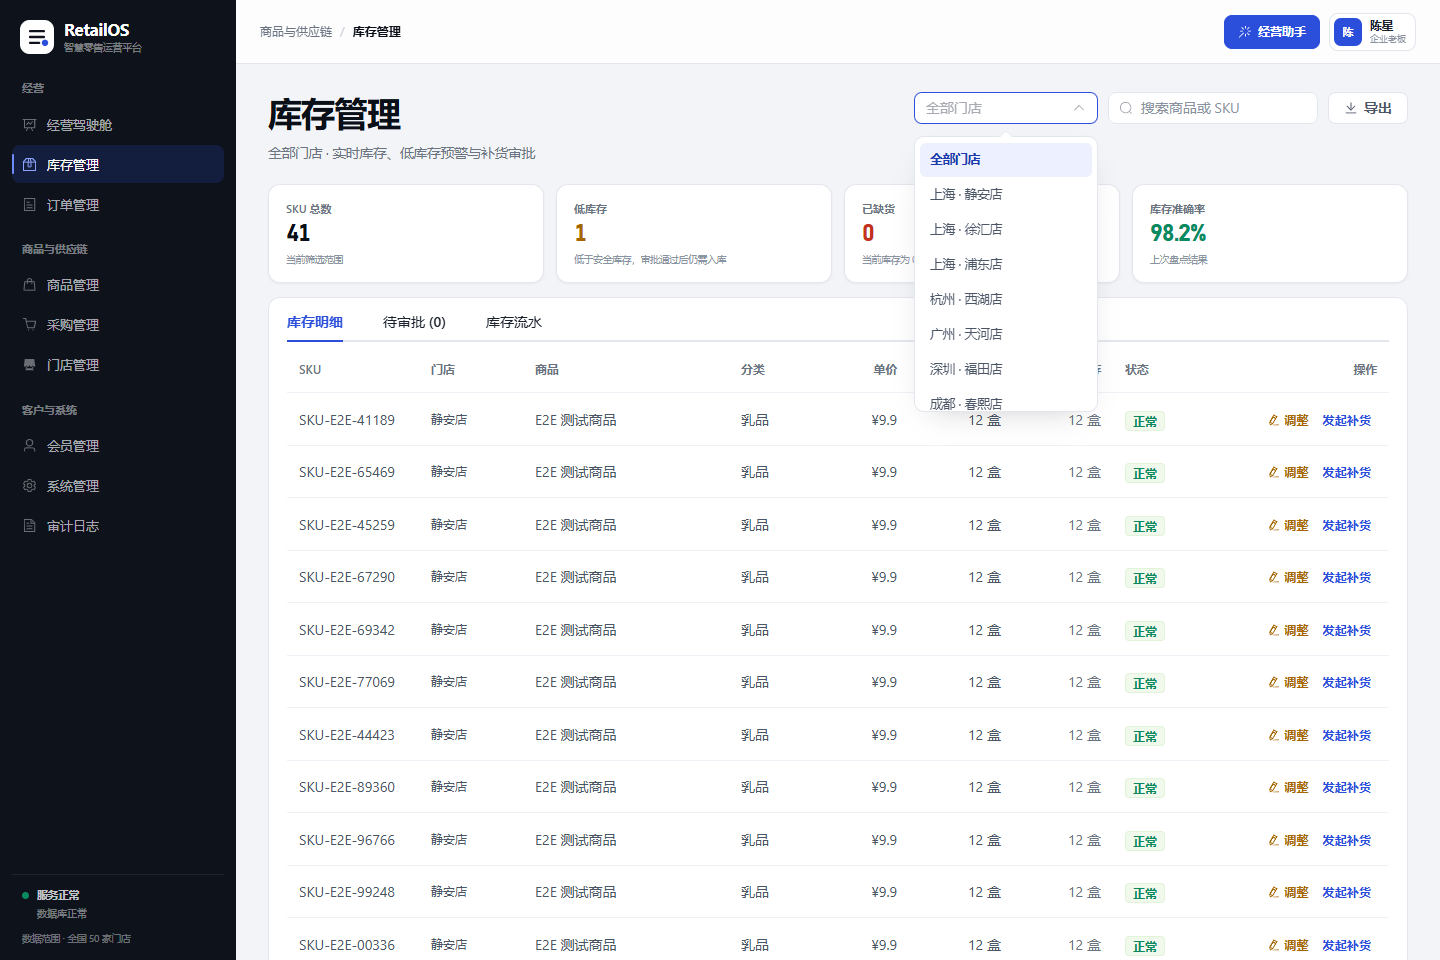 RetailOS
智慧零售运营平台
经营
经营驾驶舱
库存管理
订单管理
商品与供应链
商品管理
采购管理
门店管理
客户与系统
会员管理
系统管理
审计日志
服务正常
数据库正常
数据范围 · 全国 50 家门店
商品与供应链 / 库存管理
经营助手
陈
陈星
企业老板
库存管理
全部门店 · 实时库存、低库存预警与补货审批
全部门店
搜索商品或 SKU
导出
全部门店
上海 · 静安店
上海 · 徐汇店
上海 · 浦东店
杭州 · 西湖店
广州 · 天河店
深圳 · 福田店
成都 · 春熙店
SKU 总数
41
当前筛选范围
低库存
1
低于安全库存，审批通过后仍需入库
已缺货
0
当前库存为
库存准确率
98.2%
上次盘点结果
库存明细 待审批 (0) 库存流水
SKU 门店 商品 分类 单价 状态 操作
SKU-E2E-41189 静安店 E2E 测试商品 乳品 ¥9.9 12 盒 12 盒 正常 调整 发起补货
SKU-E2E-65469 静安店 E2E 测试商品 乳品 ¥9.9 12 盒 12 盒 正常 调整 发起补货
SKU-E2E-45259 静安店 E2E 测试商品 乳品 ¥9.9 12 盒 12 盒 正常 调整 发起补货
SKU-E2E-67290 静安店 E2E 测试商品 乳品 ¥9.9 12 盒 12 盒 正常 调整 发起补货
SKU-E2E-69342 静安店 E2E 测试商品 乳品 ¥9.9 12 盒 12 盒 正常 调整 发起补货
SKU-E2E-77069 静安店 E2E 测试商品 乳品 ¥9.9 12 盒 12 盒 正常 调整 发起补货
SKU-E2E-44423 静安店 E2E 测试商品 乳品 ¥9.9 12 盒 12 盒 正常 调整 发起补货
SKU-E2E-89360 静安店 E2E 测试商品 乳品 ¥9.9 12 盒 12 盒 正常 调整 发起补货
SKU-E2E-96766 静安店 E2E 测试商品 乳品 ¥9.9 12 盒 12 盒 正常 调整 发起补货
SKU-E2E-99248 静安店 E2E 测试商品 乳品 ¥9.9 12 盒 12 盒 正常 调整 发起补货
SKU-E2E-00336 静安店 E2E 测试商品 乳品 ¥9.9 12 盒 12 盒 正常 调整 发起补货